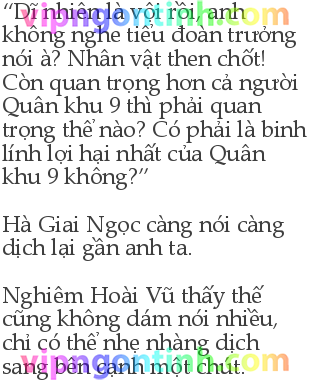 “Dĩ nhiên là vột rồi, anh
không nghe tiểu đoàn trưởng
nói à? Nhân vật then chốt!
Còn quan trọng hơn cả người
Quân khu 9 thì phải quan
trọng thể nào? Có phải là binh
lính lợi hại nhất của Quân
khu 9 không?”
Hà Giai Ngọc càng nói càng
dịch lại gần anh ta.
Nghiêm Hoài Vũ thấy thế
cũng không dám nói nhiều,
chỉ có thể nhẹ nhàng dịch
sang bên cạnh một chút.
vipngontinh.com
vipngontinh.com